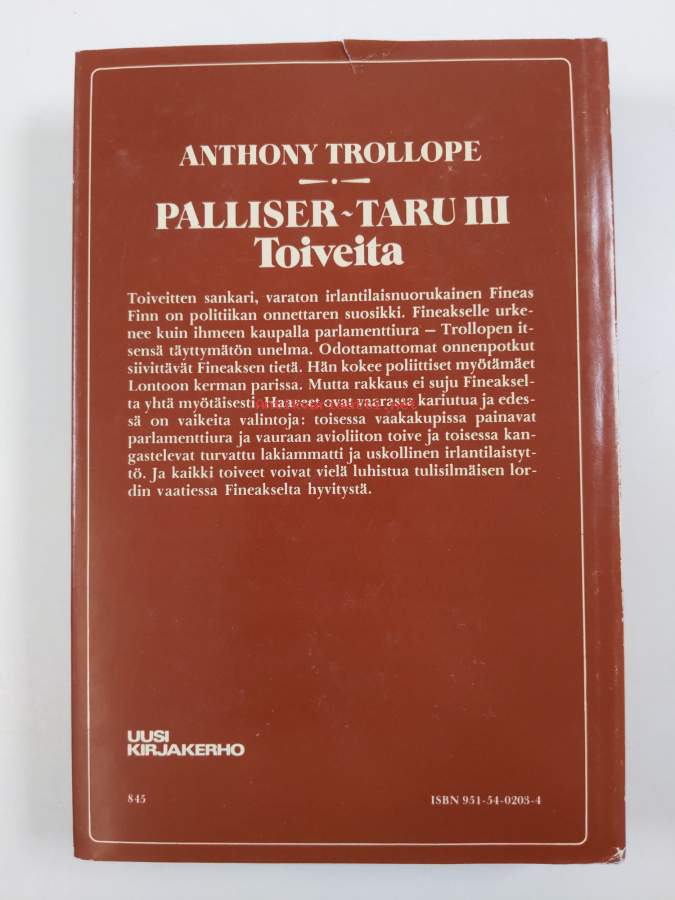 ANTHONY TROLLOPE
PALLISER~TARU III
Toiveita
Toiveitten sankari, varaton irlantilaisnuorukainen Fineas
Finn on politiikan onnettaren suosikki. Fineakselle urke-
nee kuin ihmeen kaupalla parlamenttiura – Trollopen it-
sensä täyttymätön unelma. Odottamattomat onnenpotkut
siivittävät Fineaksen tietä. Hän kokee poliittiset myötämäet
Lontoon kerman parissa. Mutta rakkaus ei suju Fineaksel-
ta yhtä myötäisesti. Haaveet ovat vaarassa kariutua ja edes-
sä on vaikeita valintoja: toisessa vaakakupissa painavat
parlamenttiura ja vauraan avioliiton toive ja toisessa kan-
gastelevat turvattu lakiammatti ja uskollinen irlantilaistyt-
tö. Ja kaikki toiveet voivat vielä luhistua tulisilmäisen lor-
din vaatiessa Fineakselta hyvitystä.
UUSI
KIRJAKERHO
845
ISBN 951-54-0203-4